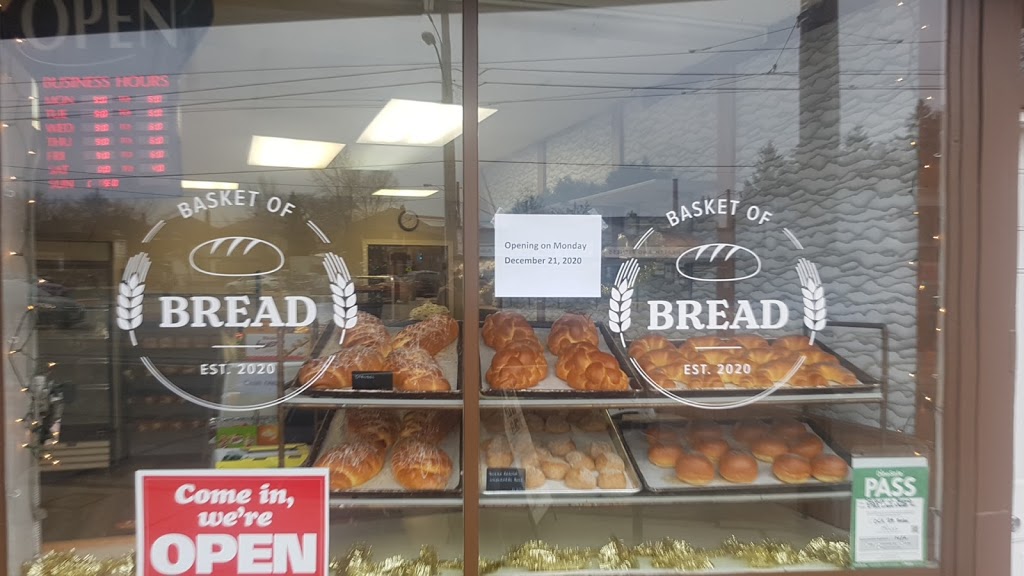 OPEN
BUSINESS HOURS
MON
TUE
WED
THU
FRI
SAT
SUN
BASKET OF
BREAD
EST. 2020
Opening on Monday
December 21, 2020
BASKET OF
BREAD
EST. 2020
Come in,
we're
OPEN
PASS